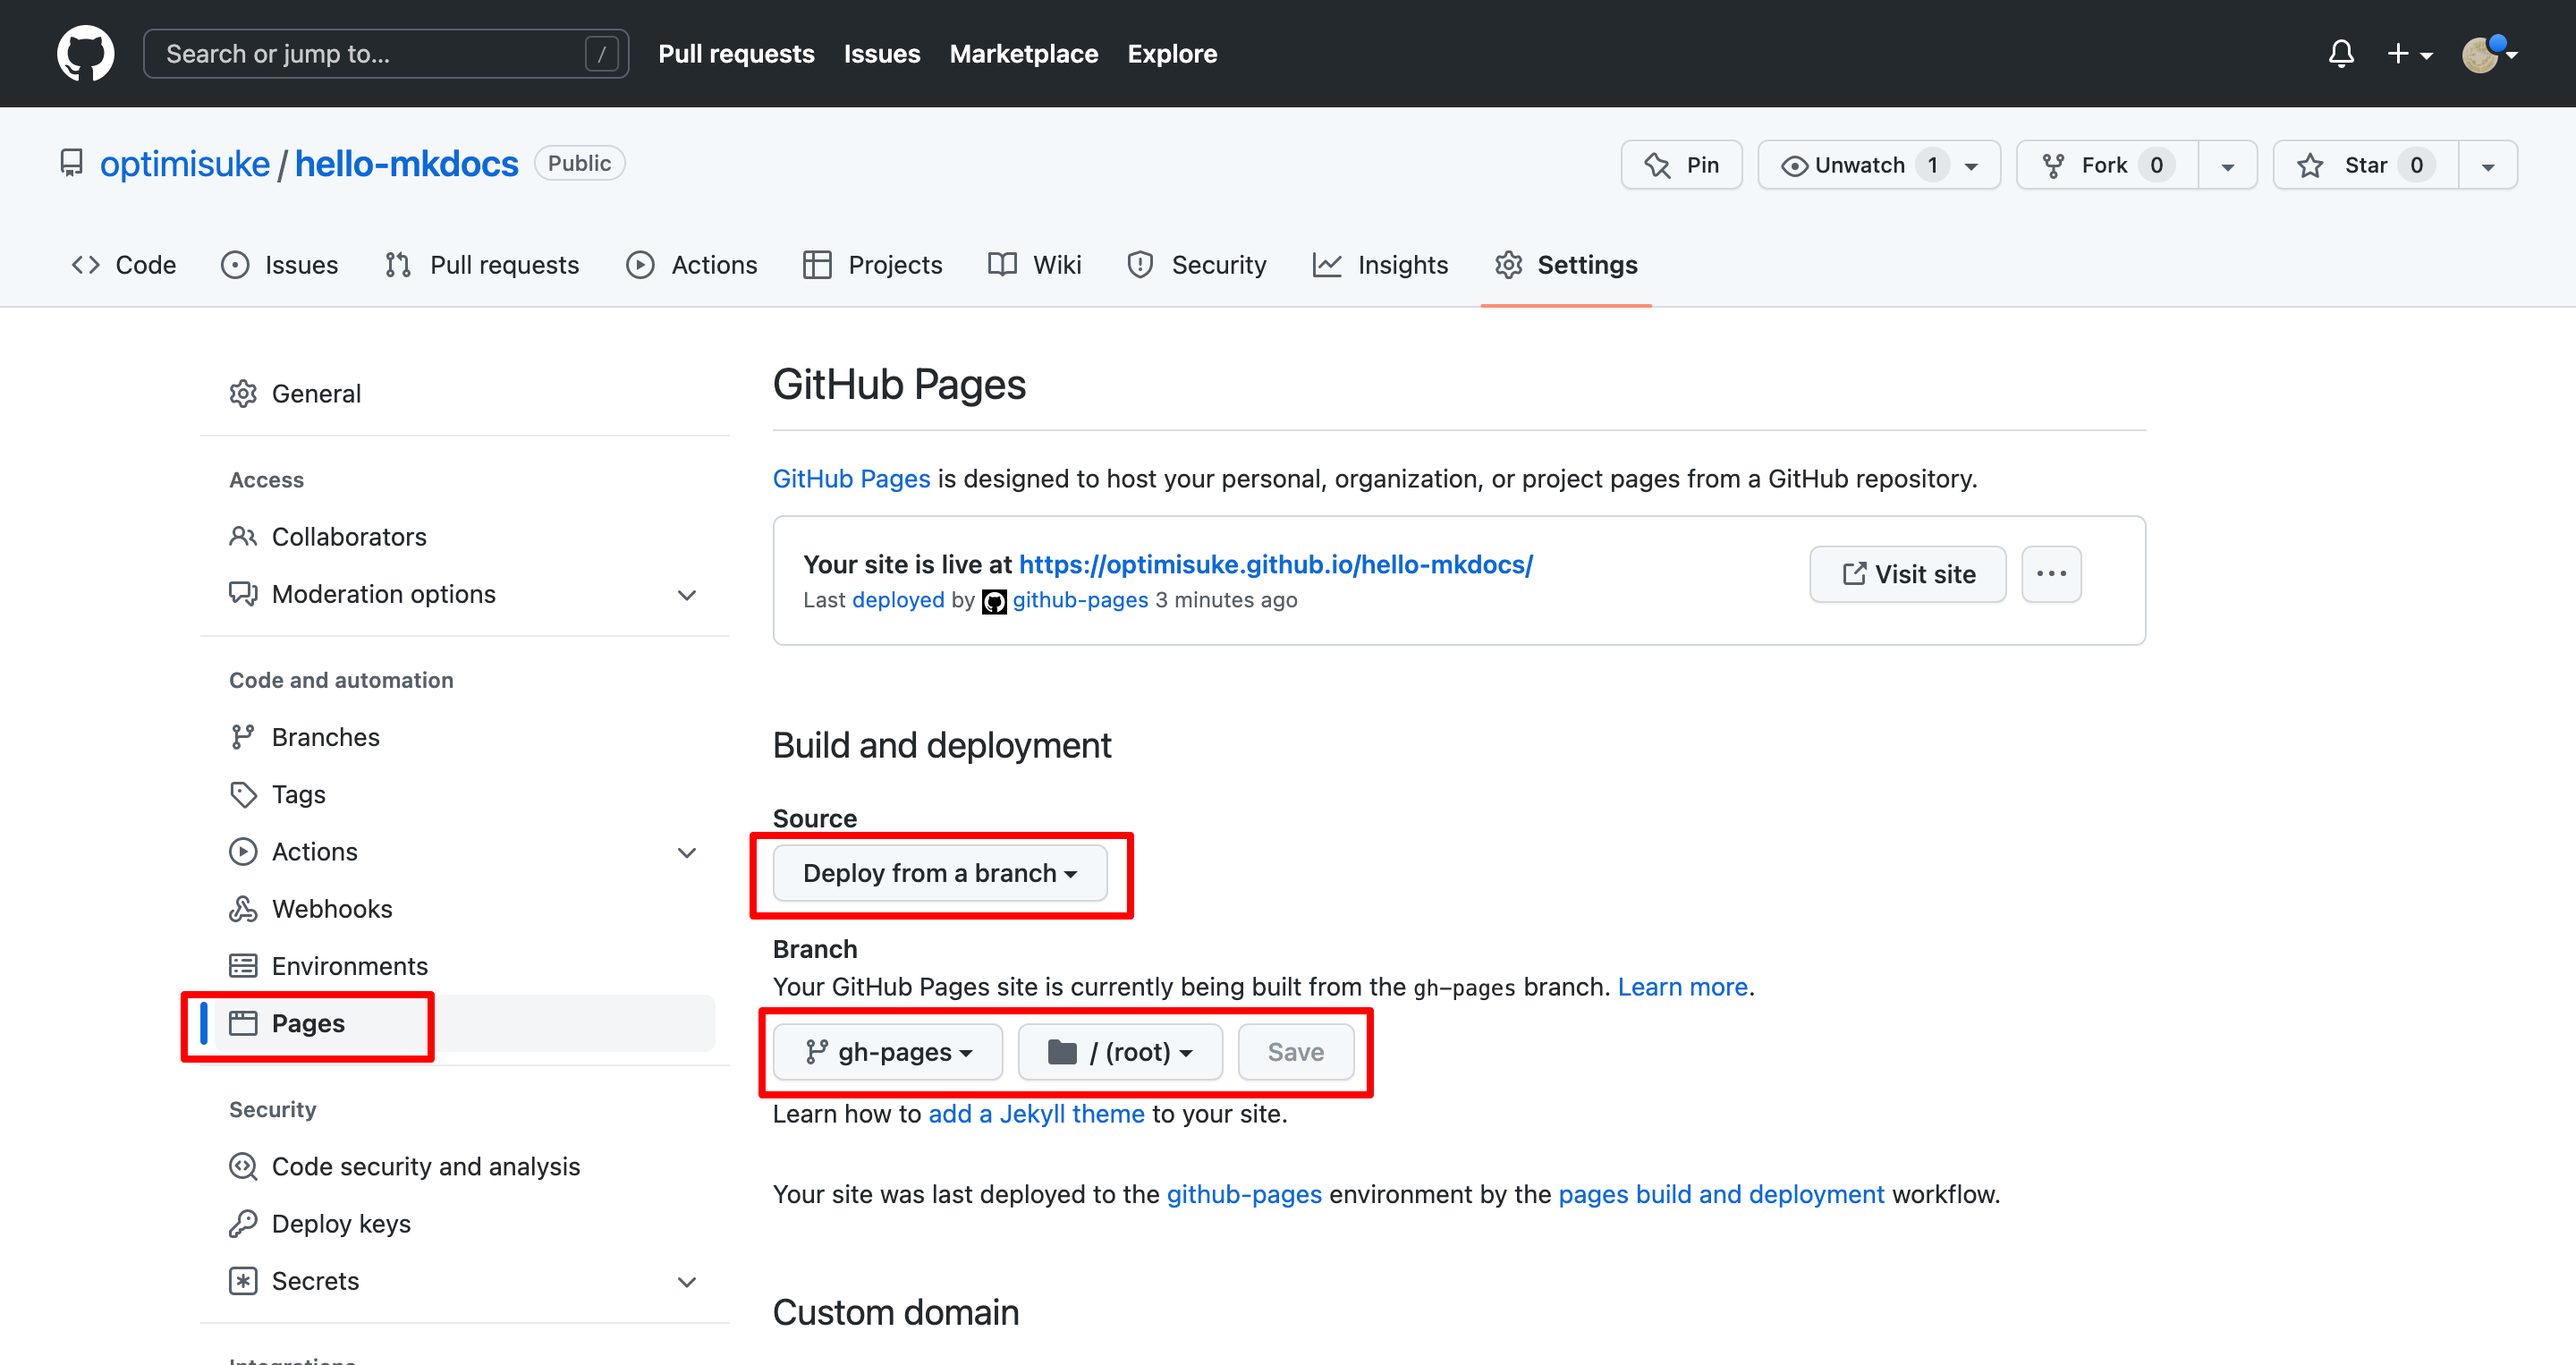 Search or jump to... / Pull requests Issues Marketplace Explore
optimisuke / hello-mkdocs Public Pin Unwatch 1 Fork 0 Star 0
Code Issues Pull requests Actions Projects Wiki Security Insights Settings
General
Access
Collaborators
Moderation options
Code and automation
Branches
Tags
Actions
Webhooks
Environments
Pages
Security
Code security and analysis
Deploy keys
Secrets
Integrations
GitHub Pages
GitHub Pages is designed to host your personal, organization, or project pages from a GitHub repository.
Your site is live at https://optimisuke.github.io/hello-mkdocs/
Last deployed by github-pages 3 minutes ago
Visit site
Build and deployment
Source
Deploy from a branch
Branch
Your GitHub Pages site is currently being built from the gh-pages branch. Learn more.
gh-pages / (root) Save
Learn how to add a Jekyll theme to your site.
Your site was last deployed to the github-pages environment by the pages build and deployment workflow.
Custom domain